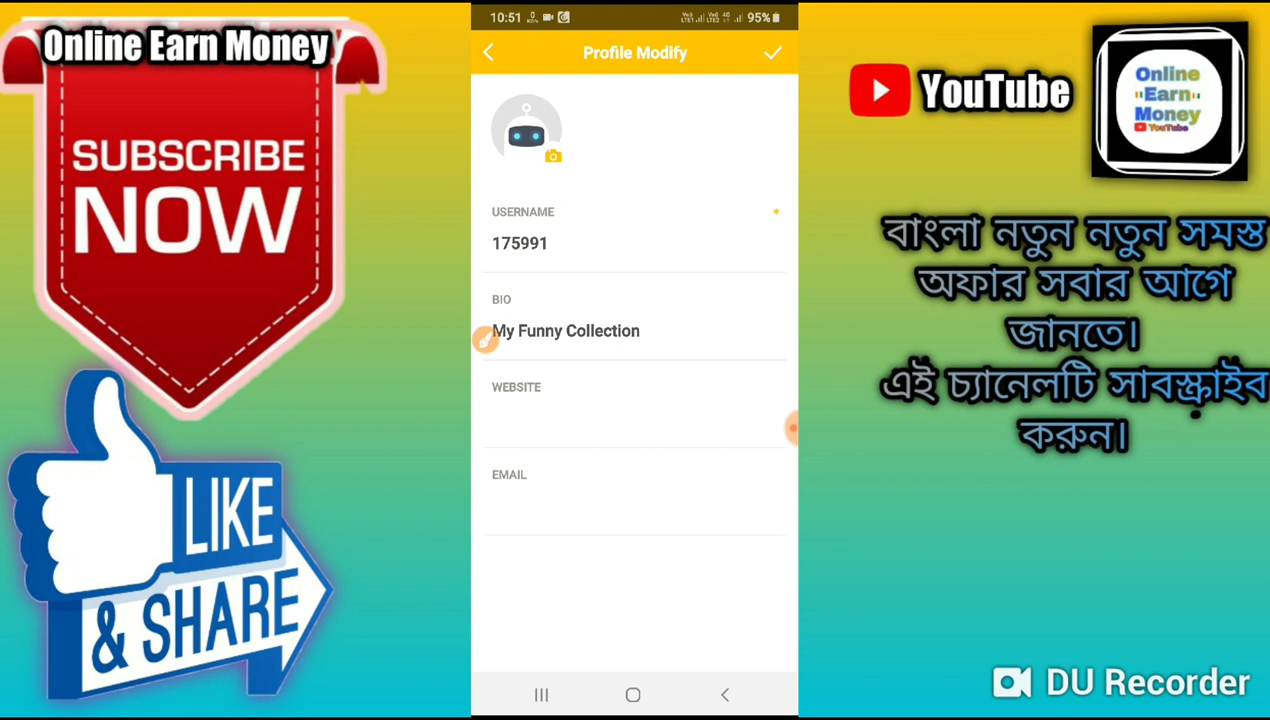 Online Earn Money
SUBSCRIBE
NOW
LIKE
& SHARE
10:51
95%
Profile Modify
USERNAME
*
175991
BIO
My Funny Collection
WEBSITE
EMAIL
YouTube
Online
Earn
Money
YouTube
বাংলা নতুন নতুন সমস্ত
অফার সবার আগে
জানতে।
এই চ্যানেলটি সাবস্ক্রাইব
করুন।
DU Recorder